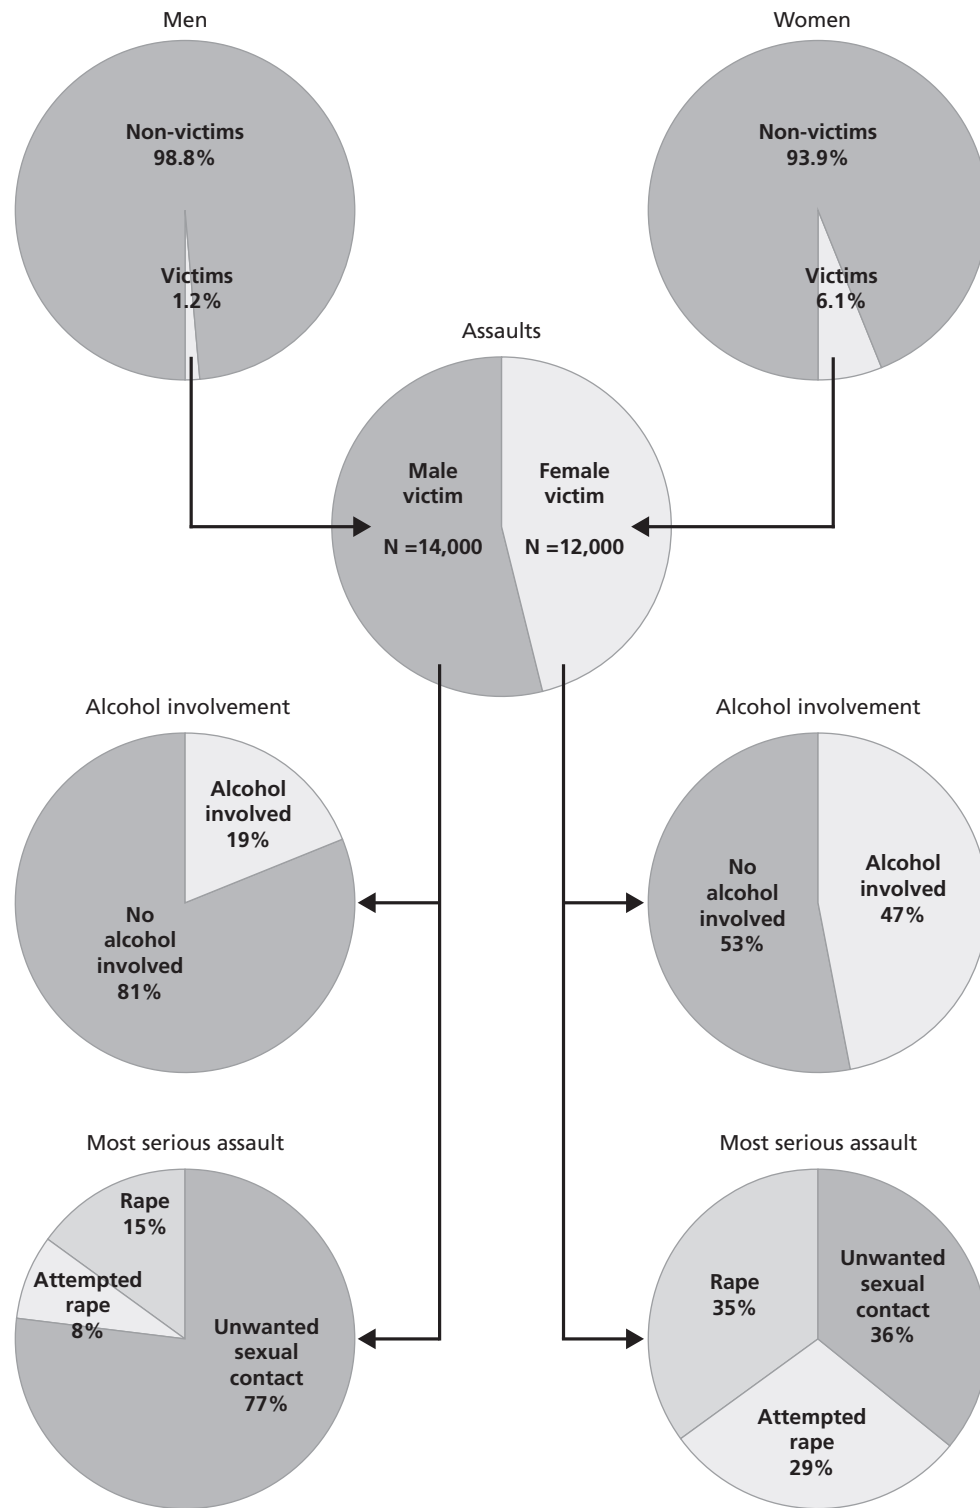 Men
Women
Non-victims
98.8%
Victims
1.2%
Non-victims
93.9%
Victims
6.1%
Assaults
Male
victim
N =14,000
Female
victim
N =12,000
Alcohol involvement
Alcohol involvement
Alcohol
involved
19%
No
alcohol
involved
81%
No
alcohol
involved
53%
Alcohol
involved
47%
Most serious assault
Most serious assault
Rape
15%
Attempted
rape
8%
Unwanted
sexual
contact
77%
Rape
35%
Unwanted
sexual
contact
36%
Attempted
rape
29%